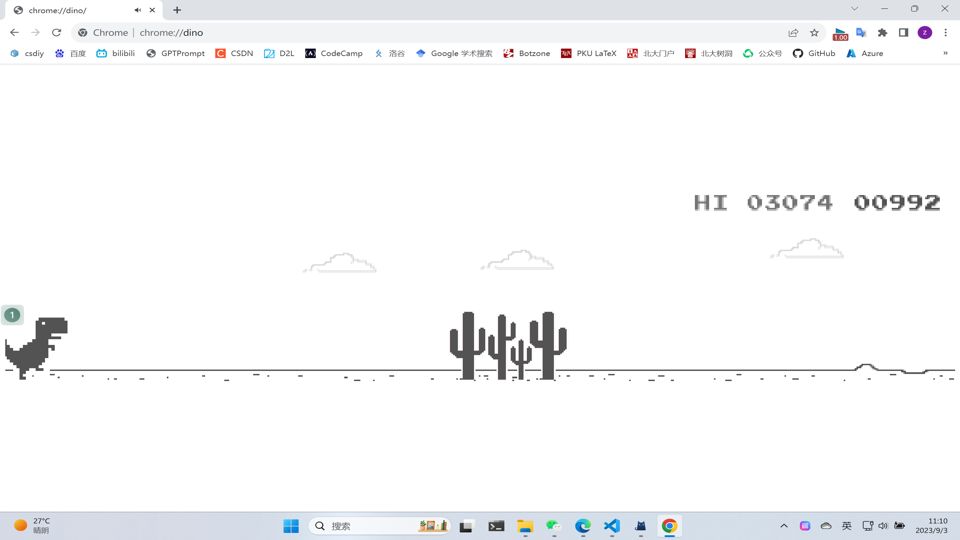 chrome://dino/
Chrome | chrome://dino
1.00
z
csdiy 百度 bilibili GPTPrompt CSDN D2L CodeCamp 洛谷 Google 学术搜索 Botzone PKU LaTeX 北大门户 北大树洞 公众号 GitHub Azure »
HI 03074 00992
1
27°C
晴朗
搜索
英
11:10
2023/9/3